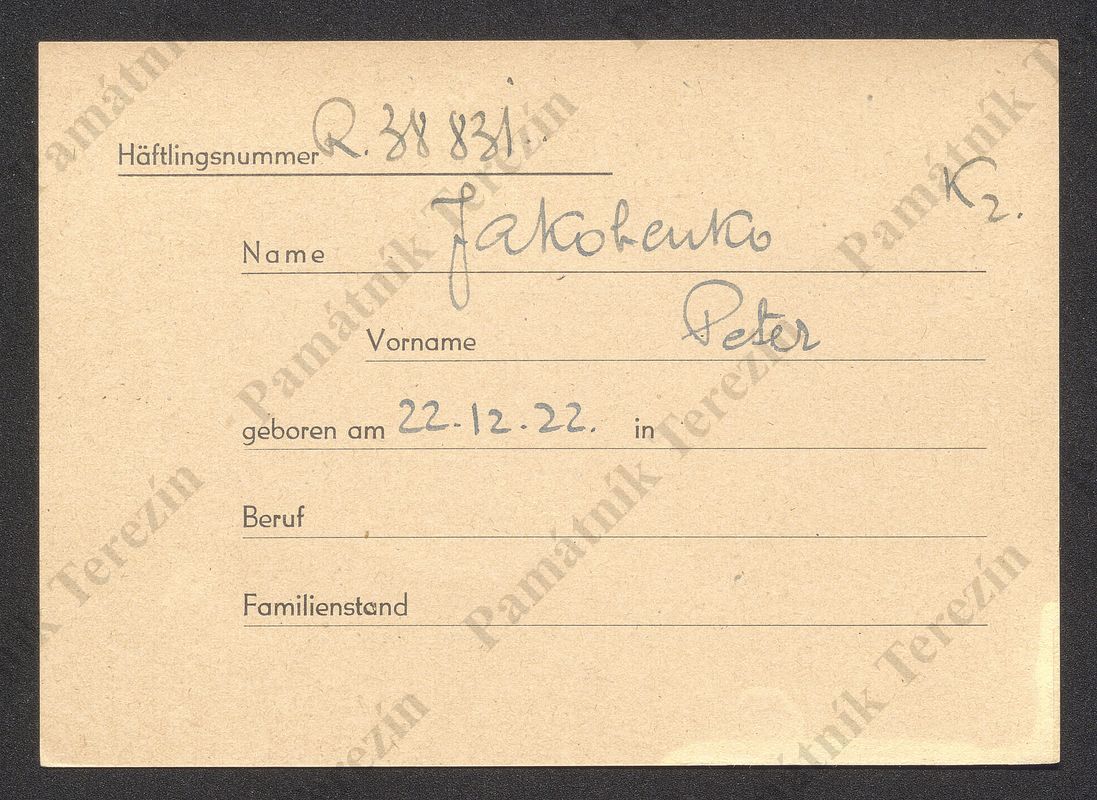 Häftlingsnummer R. 38 831.
K2.
Name Jakobenko
Vorname Peter
geboren am 22.12.22. in
Beruf
Familienstand
Památník Terezín